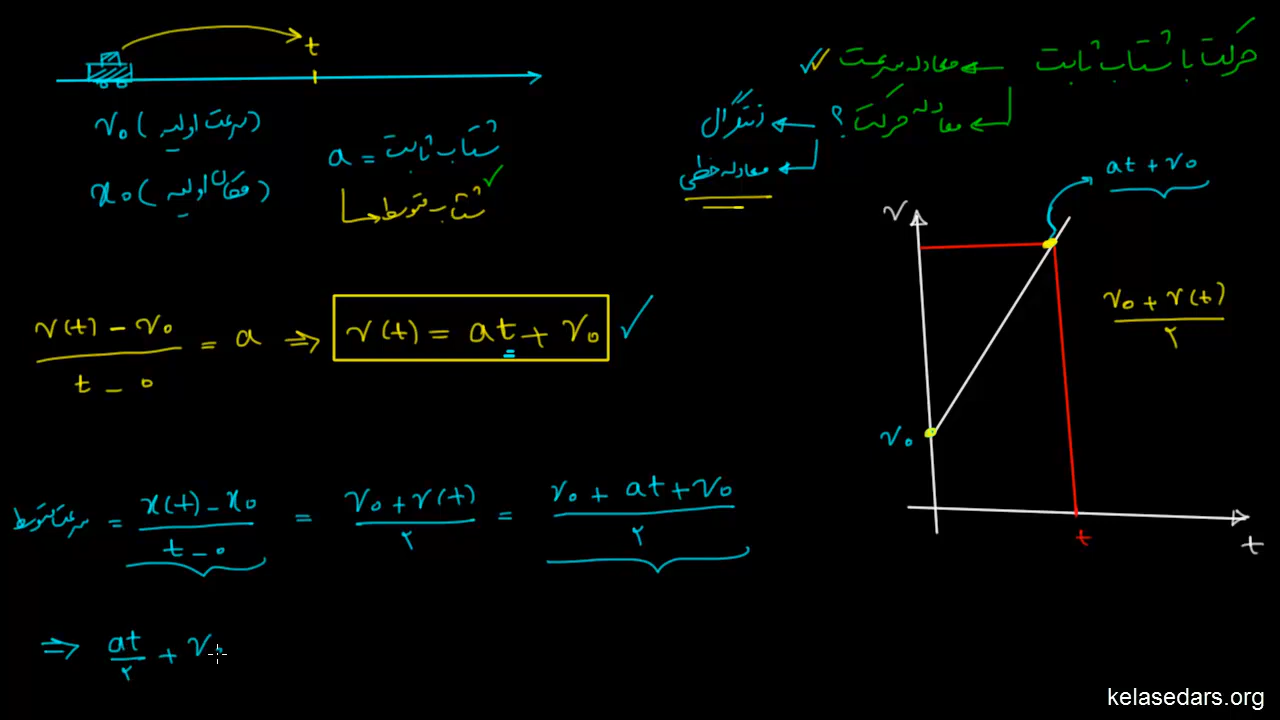 حرکت با شتاب ثابت ← معادله سرعت ✓✓
← معادله حرکت ؟ ← انتگرال
← معادله خطی
t
v₀ (سرعت اولیه)
x₀ (مکان اولیه)
a = شتاب ثابت
شتاب متوسط ✓
(v(t) - v₀)/(t - 0) = a ⇒ v(t) = at + v₀ ✓
سرعت متوسط = (x(t) - x₀)/(t - 0) = (v₀ + v(t))/۲ = (v₀ + at + v₀)/۲
⇒ at/۲ + v₀
at + v₀
v
(v₀ + v(t))/۲
v₀
t
t
kelasedars.org